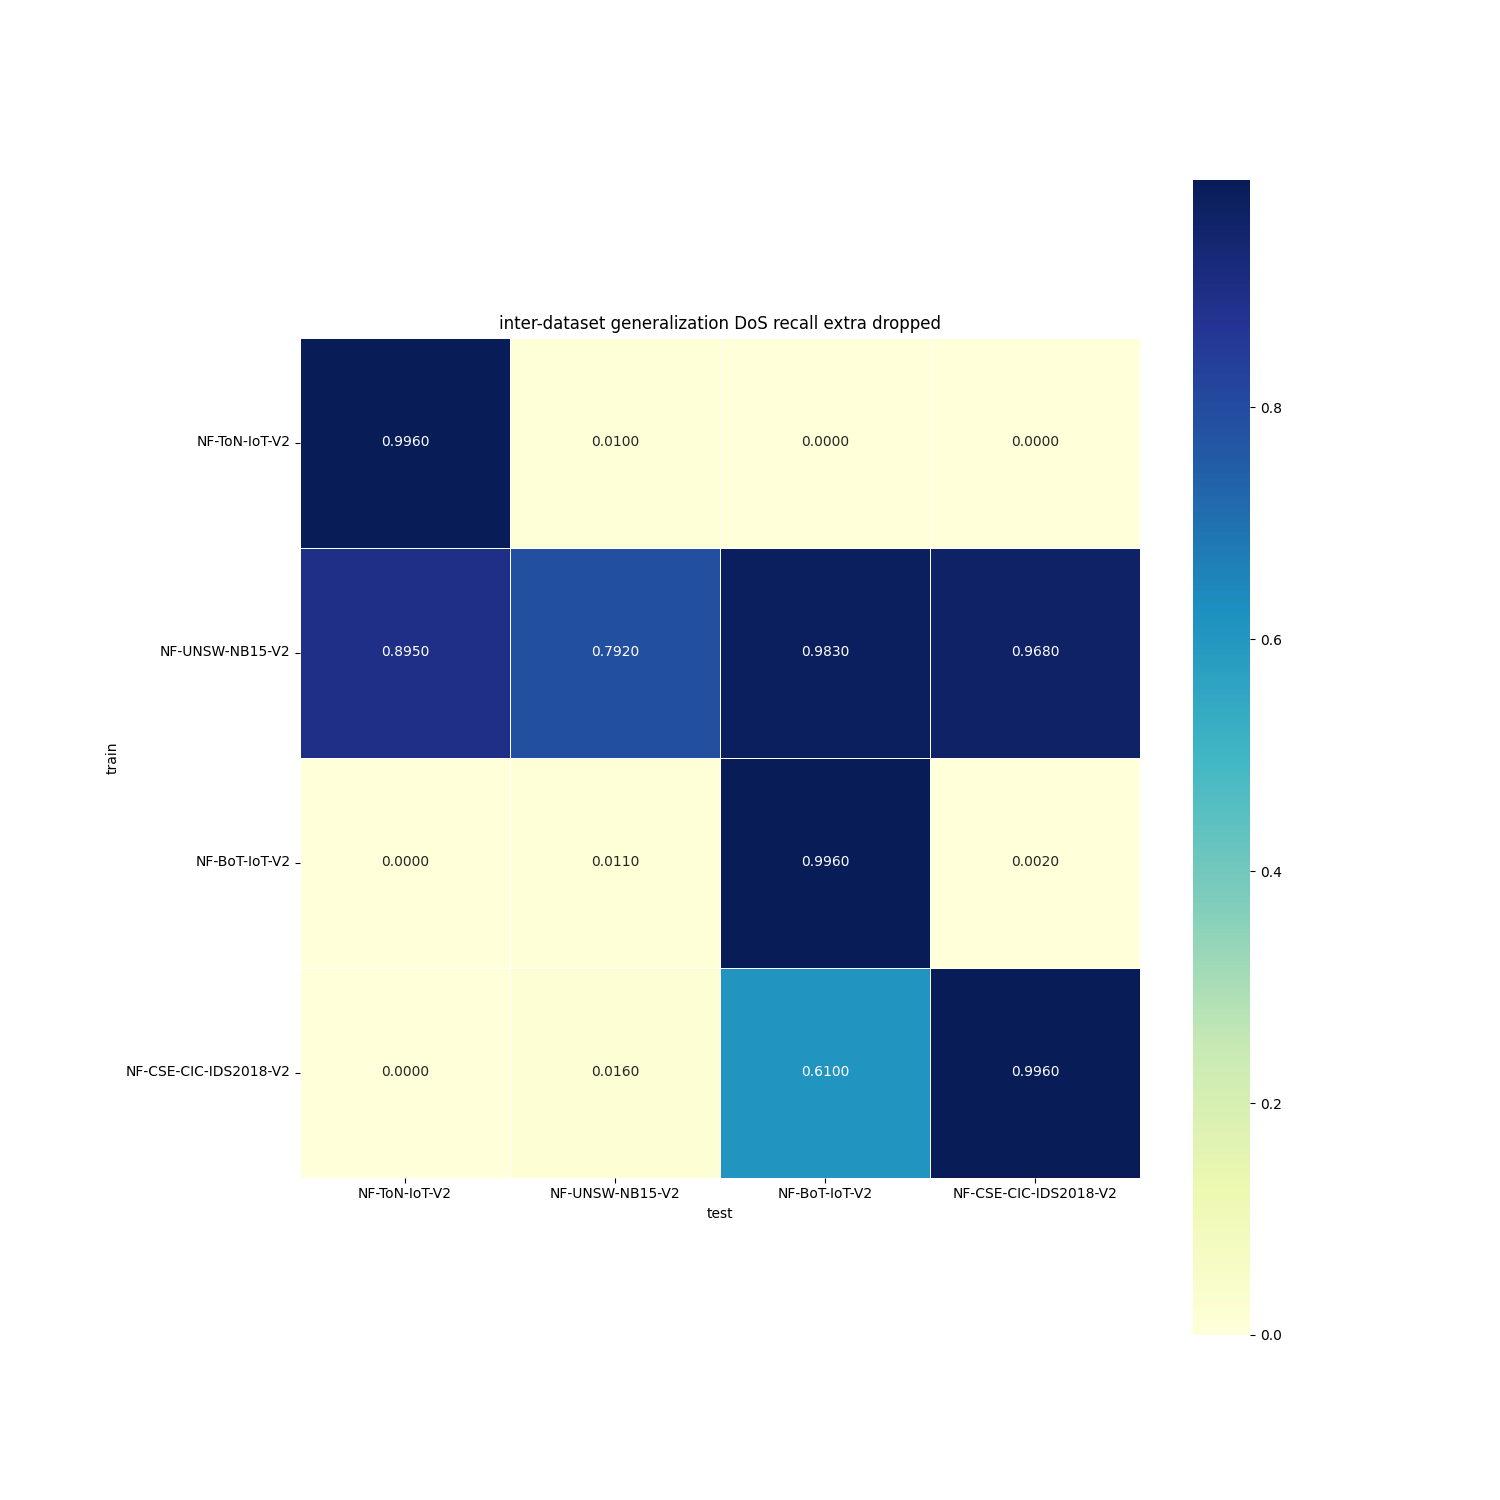 inter-dataset generalization DoS recall extra dropped
train
NF-ToN-IoT-V2
0.9960 0.0100 0.0000 0.0000
NF-UNSW-NB15-V2
0.8950 0.7920 0.9830 0.9680
NF-BoT-IoT-V2
0.0000 0.0110 0.9960 0.0020
NF-CSE-CIC-IDS2018-V2
0.0000 0.0160 0.6100 0.9960
NF-ToN-IoT-V2 NF-UNSW-NB15-V2 NF-BoT-IoT-V2 NF-CSE-CIC-IDS2018-V2
test
0.8
0.6
0.4
0.2
0.0